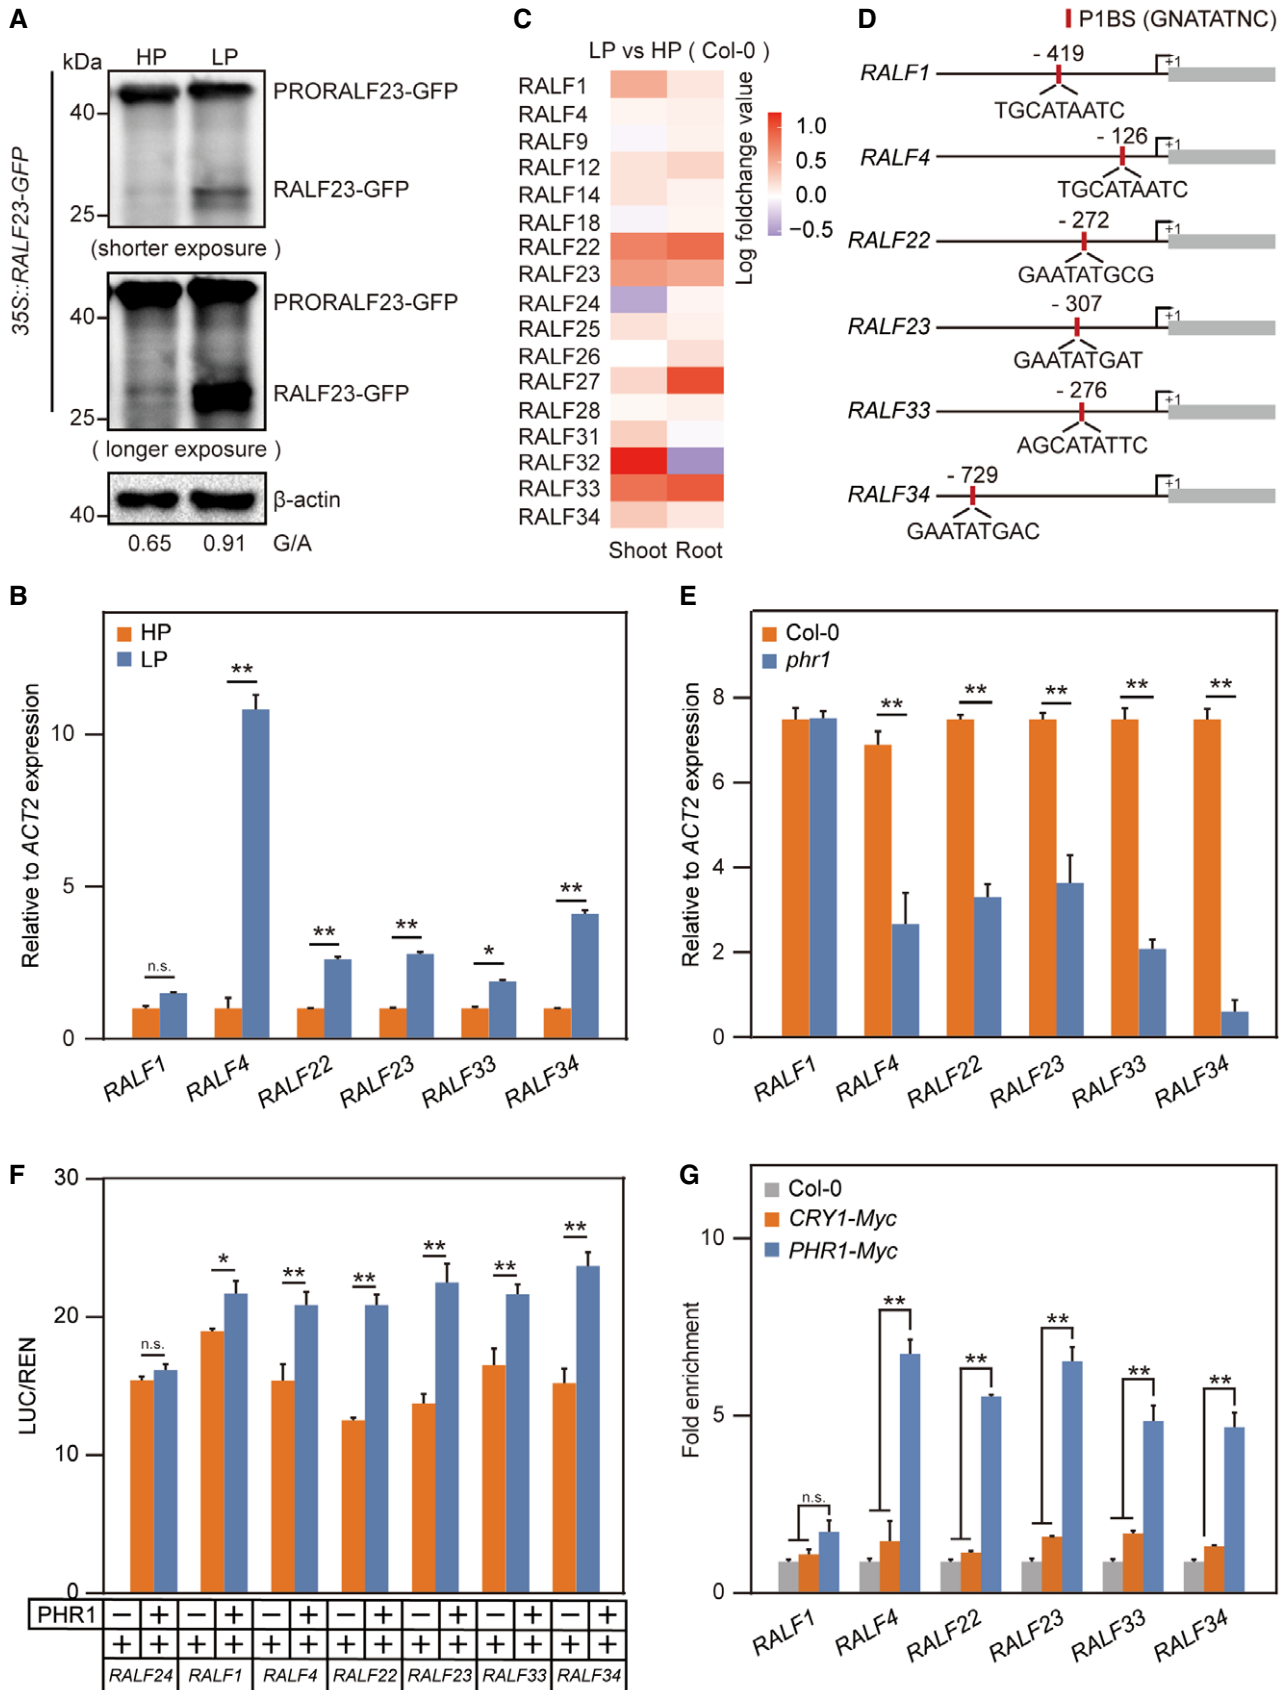 A
kDa
HP LP
35S::RALF23-GFP
40
25
PRORALF23-GFP
RALF23-GFP
(shorter exposure )
40
25
PRORALF23-GFP
RALF23-GFP
( longer exposure )
40
β-actin
0.65 0.91 G/A
C
LP vs HP ( Col-0 )
RALF1
RALF4
RALF9
RALF12
RALF14
RALF18
RALF22
RALF23
RALF24
RALF25
RALF26
RALF27
RALF28
RALF31
RALF32
RALF33
RALF34
Shoot Root
Log foldchange value
1.0
0.5
0.0
−0.5
D
P1BS (GNATATNC)
RALF1
- 419
+1
TGCATAATC
RALF4
- 126
+1
TGCATAATC
RALF22
- 272
+1
GAATATGCG
RALF23
- 307
+1
GAATATGAT
RALF33
- 276
+1
AGCATATTC
RALF34
- 729
+1
GAATATGAC
B
HP
LP
Relative to ACT2 expression
10
5
0
n.s.
**
**
**
*
**
RALF1 RALF4 RALF22 RALF23 RALF33 RALF34
E
Col-0
phr1
Relative to ACT2 expression
8
6
4
2
0
**
**
**
**
**
RALF1 RALF4 RALF22 RALF23 RALF33 RALF34
F
LUC/REN
30
20
10
0
n.s.
*
**
**
**
**
**
PHR1 − + − + − + − + − + − + − +
+ + + + + + + + + + + + + +
RALF24 RALF1 RALF4 RALF22 RALF23 RALF33 RALF34
G
Col-0
CRY1-Myc
PHR1-Myc
Fold enrichment
10
5
0
n.s.
**
**
**
**
**
RALF1 RALF4 RALF22 RALF23 RALF33 RALF34